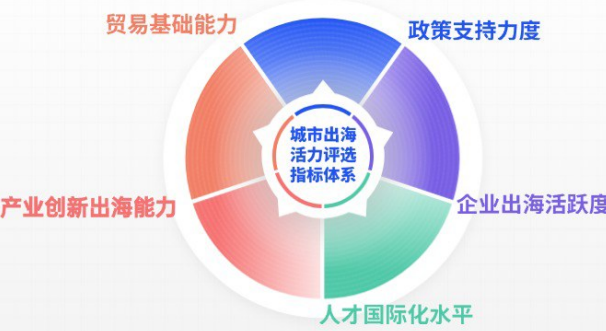 贸易基础能力
政策支持力度
城市出海
活力评选
指标体系
产业创新出海能力
企业出海活跃度
人才国际化水平